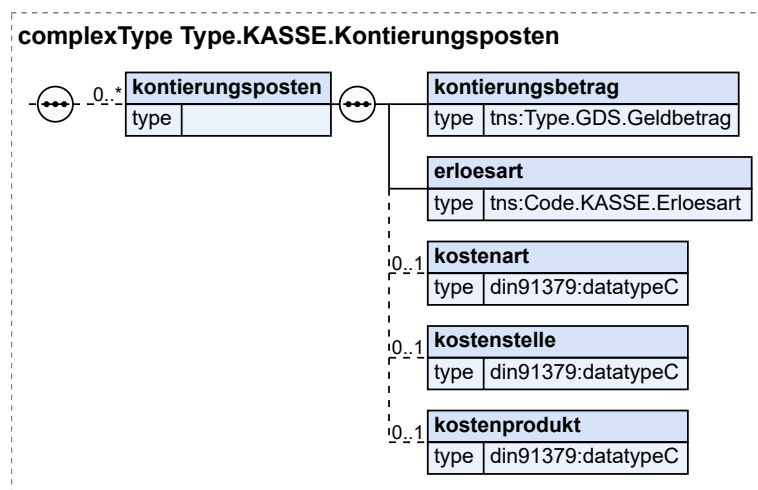 complexType Type.KASSE.Kontierungsposten
0..*
kontierungsposten
type
kontierungsbetrag
type tns:Type.GDS.Geldbetrag
erloesart
type tns:Code.KASSE.Erloesart
0..1
kostenart
type din91379:datatypeC
0..1
kostenstelle
type din91379:datatypeC
0..1
kostenprodukt
type din91379:datatypeC